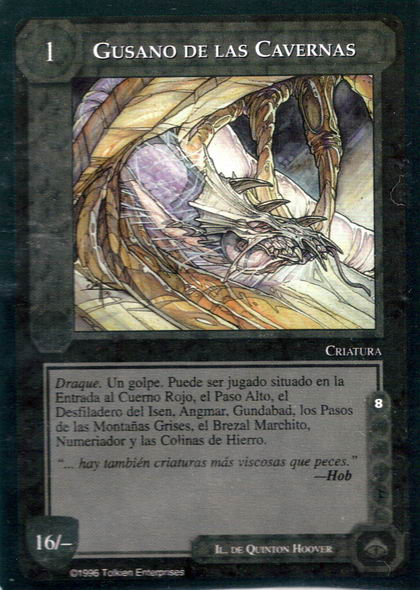 1
GUSANO DE LAS CAVERNAS
CRIATURA
Draque. Un golpe. Puede ser jugado situado en la
Entrada al Cuerno Rojo, el Paso Alto, el
Desfiladero del Isen, Angmar, Gundabad, los Pasos
de las Montañas Grises, el Brezal Marchito,
Numeriador y las Colinas de Hierro.
8
“... hay también criaturas más viscosas que peces.”
—Hob
16/–
IL. DE QUINTON HOOVER
©1996 Tolkien Enterprises